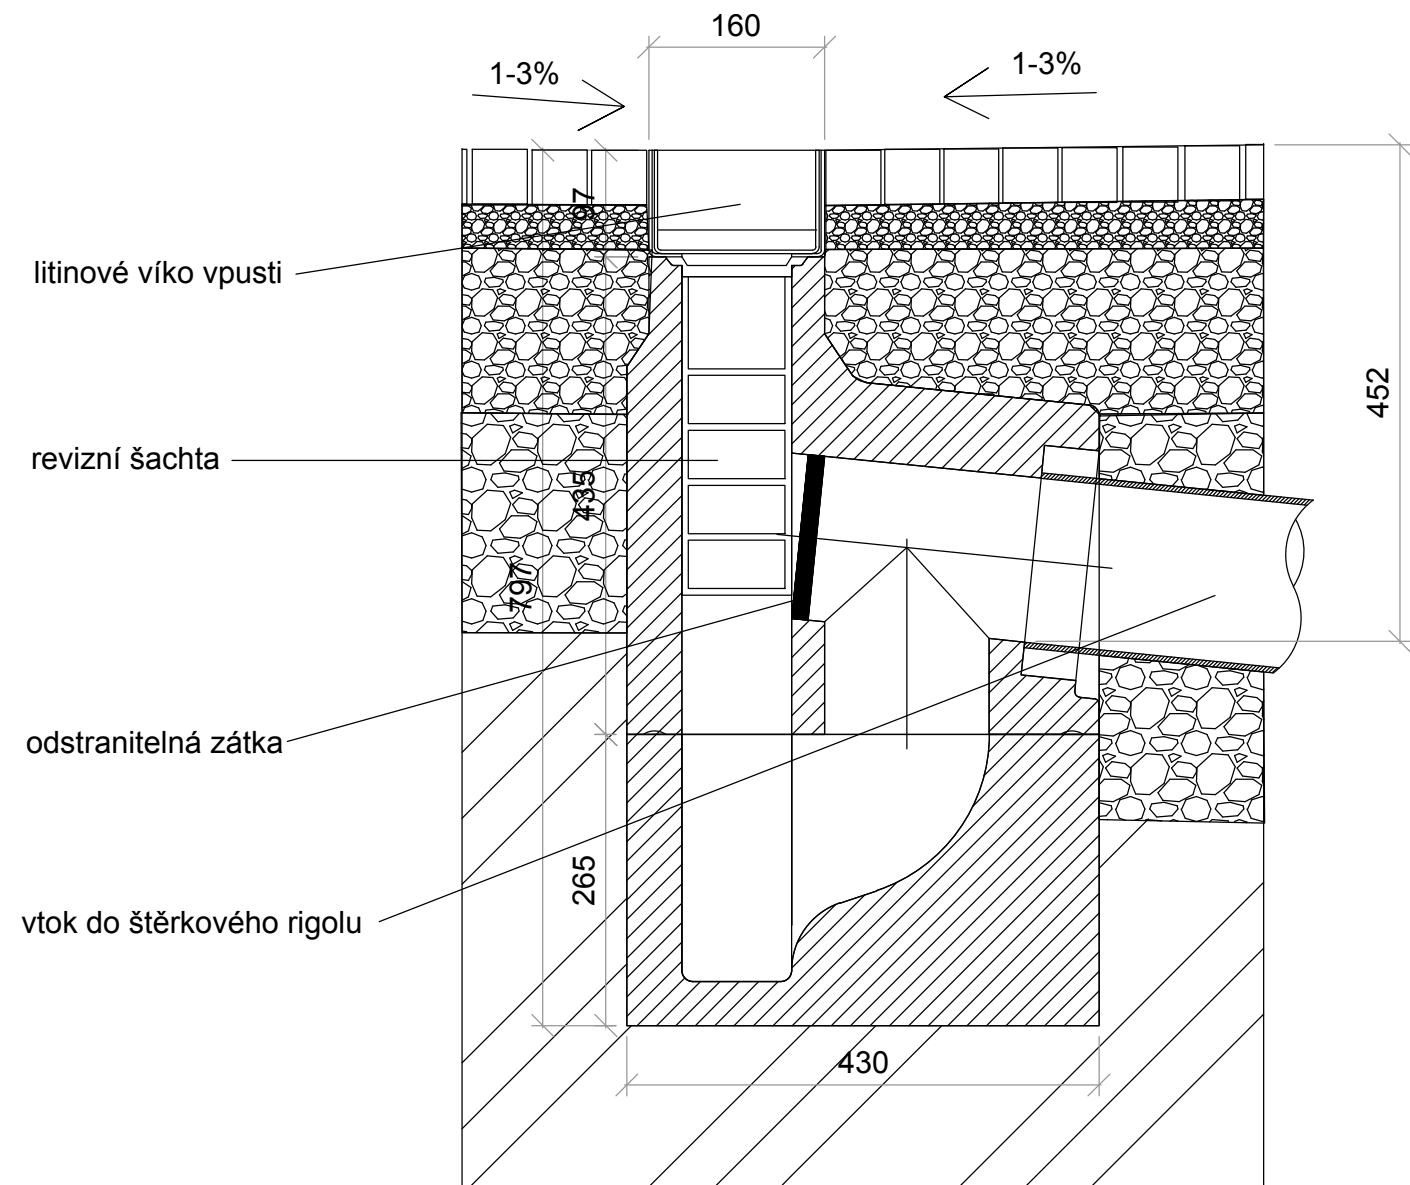 160
1-3%
1-3%
97
litinové víko vpusti
452
revizní šachta
435
797
odstranitelná zátka
265
vtok do štěrkového rigolu
430